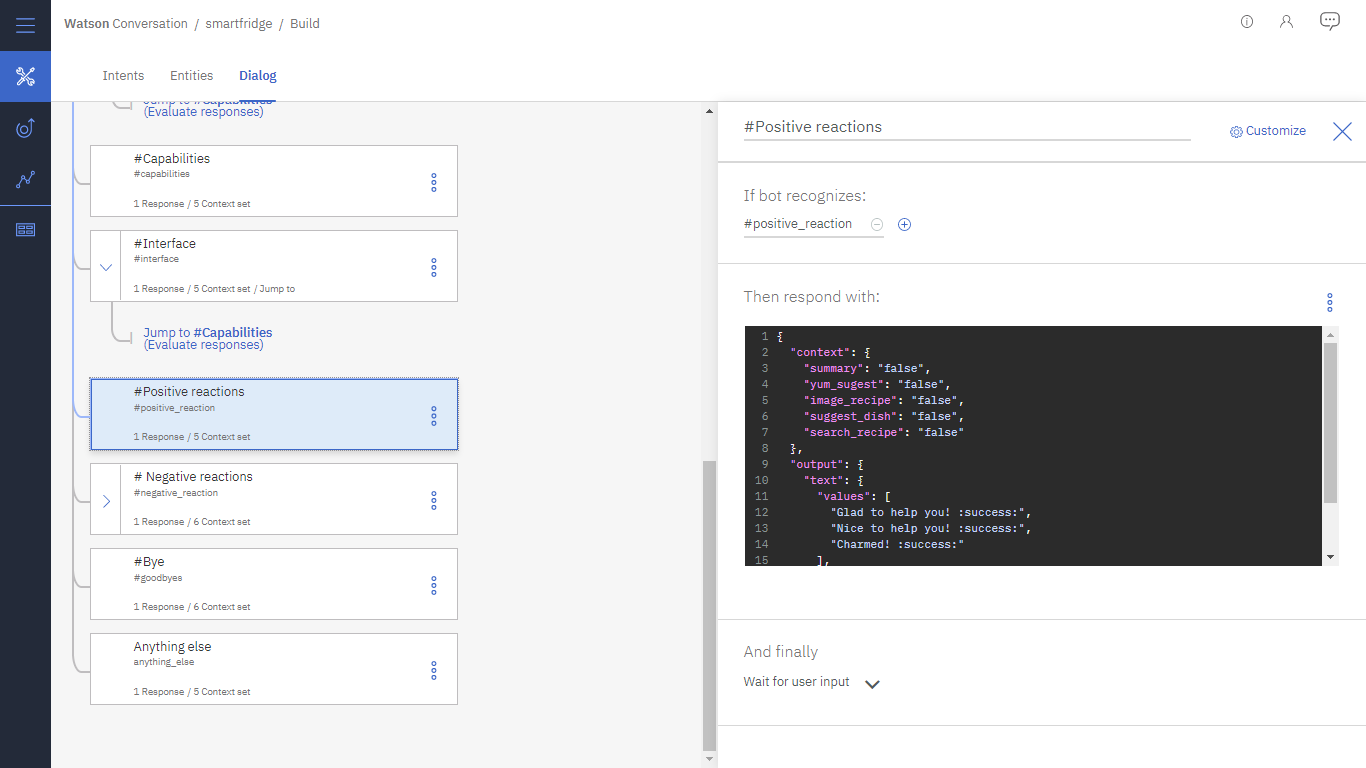 Watson Conversation / smartfridge / Build
Intents Entities Dialog
Jump to #Capabilities
(Evaluate responses)
#Capabilities
#capabilities
1 Response / 5 Context set
#Interface
#interface
1 Response / 5 Context set / Jump to
Jump to #Capabilities
(Evaluate responses)
#Positive reactions
#positive_reaction
1 Response / 5 Context set
# Negative reactions
#negative_reaction
1 Response / 6 Context set
#Bye
#goodbyes
1 Response / 6 Context set
Anything else
anything_else
1 Response / 5 Context set
#Positive reactions
Customize
If bot recognizes:
#positive_reaction
Then respond with:
1 {
2 "context": {
3 "summary": "false",
4 "yum_sugest": "false",
5 "image_recipe": "false",
6 "suggest_dish": "false",
7 "search_recipe": "false"
8 },
9 "output": {
10 "text": {
11 "values": [
12 "Glad to help you! :success:",
13 "Nice to help you! :success:",
14 "Charmed! :success:"
15 ],
And finally
Wait for user input